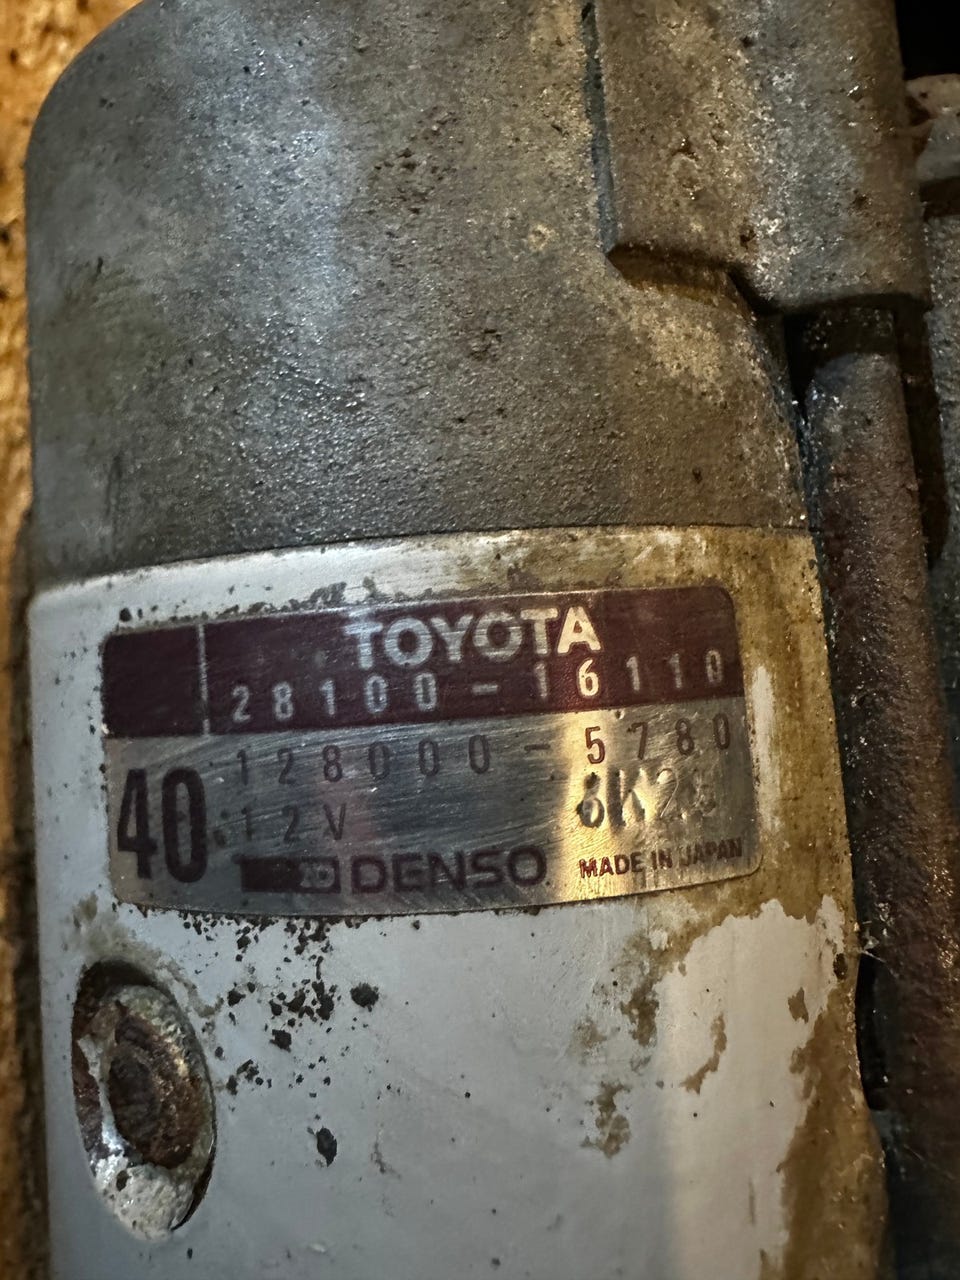 TOYOTA
28100-16110
128000-5780
40 12V
DENSO MADE IN JAPAN